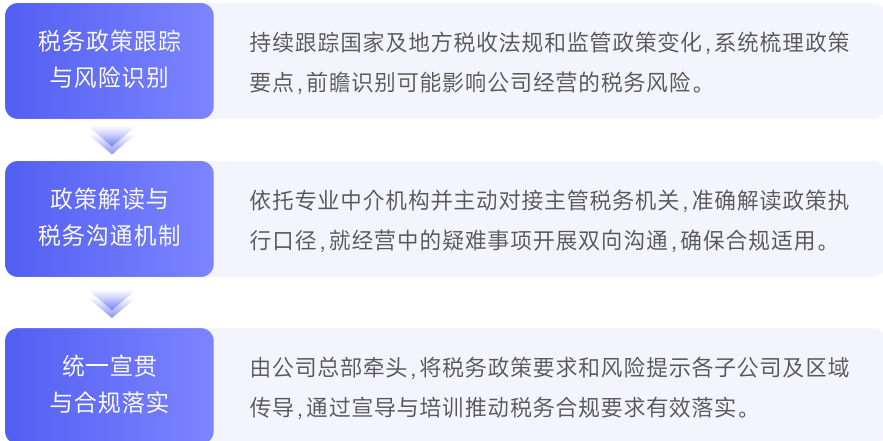 税务政策跟踪
与风险识别
持续跟踪国家及地方税收法规和监管政策变化,系统梳理政策
要点,前瞻识别可能影响公司经营的税务风险。
政策解读与
税务沟通机制
依托专业中介机构并主动对接主管税务机关,准确解读政策执
行口径,就经营中的疑难事项开展双向沟通,确保合规适用。
统一宣贯
与合规落实
由公司总部牵头,将税务政策要求和风险提示各子公司及区域
传导,通过宣导与培训推动税务合规要求有效落实。